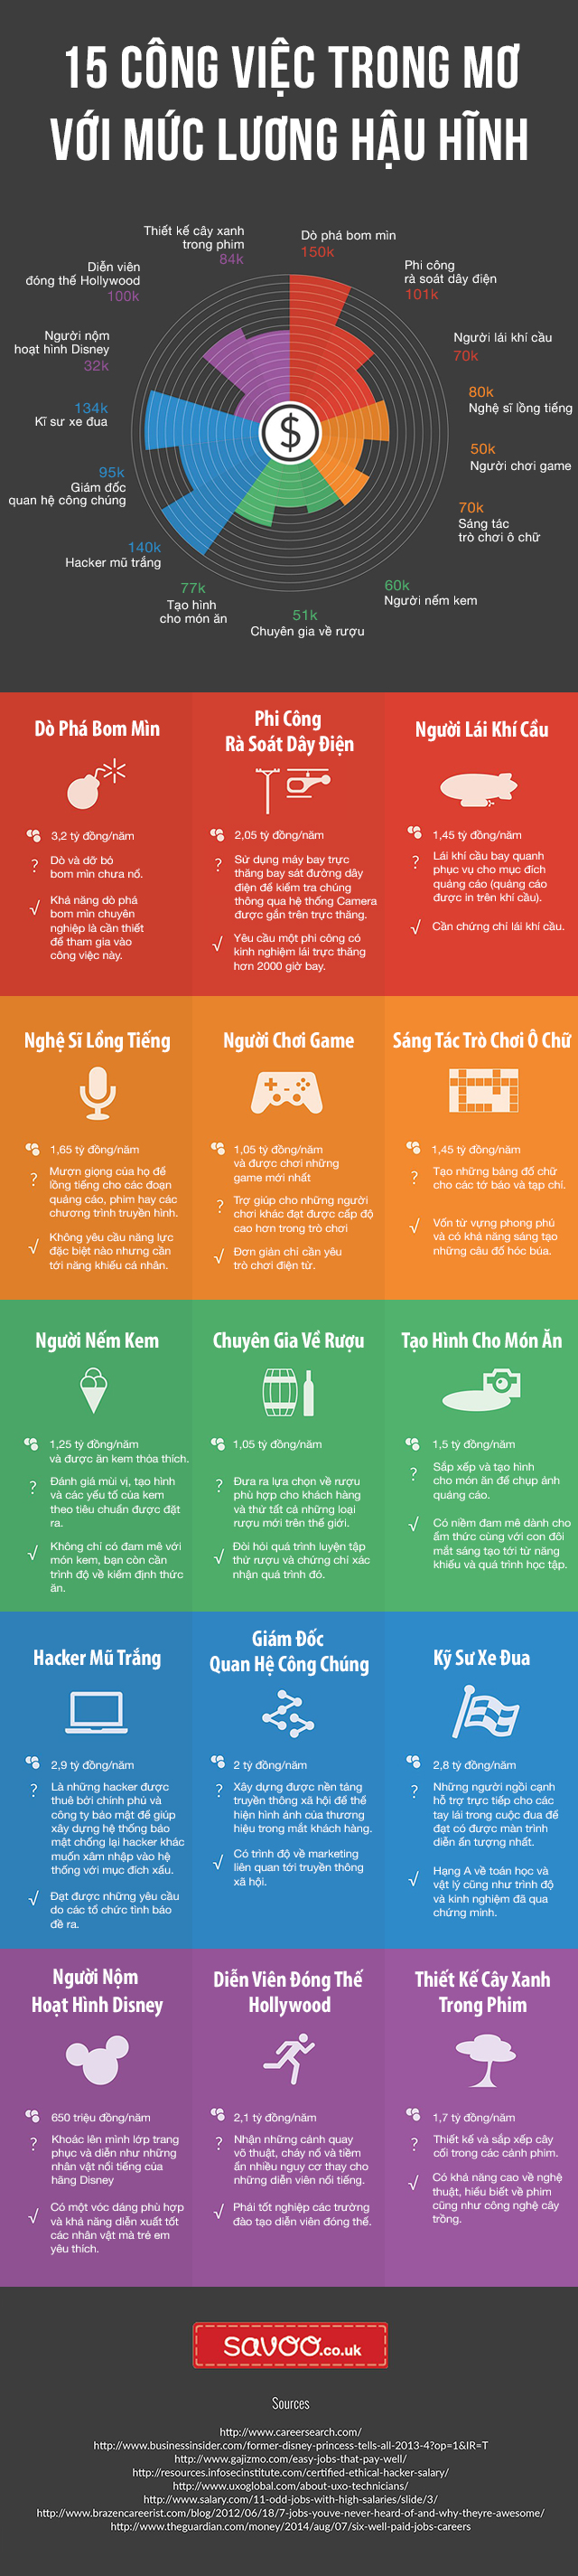 15 CÔNG VIỆC TRONG MƠ
VỚI MỨC LƯƠNG HẬU HĨNH
Thiết kế cây xanh
trong phim
84k
Dò phá bom mìn
150k
Diễn viên
đóng thế Hollywood
100k
Phi công
rà soát dây điện
101k
Người nộm
hoạt hình Disney
32k
Người lái khí cầu
70k
134k
Kĩ sư xe đua
80k
Nghệ sĩ lồng tiếng
95k
Giám đốc
quan hệ công chúng
50k
Người chơi game
70k
Sáng tác
trò chơi ô chữ
140k
Hacker mũ trắng
77k
Tạo hình
cho món ăn
60k
Người nếm kem
51k
Chuyên gia về rượu
$
Dò Phá Bom Mìn
3,2 tỷ đồng/năm
? Dò và dỡ bỏ
bom mìn chưa nổ.
√ Khả năng dò phá
bom mìn chuyên
nghiệp là cần thiết
để tham gia vào
công việc này.
Phi Công
Rà Soát Dây Điện
2,05 tỷ đồng/năm
? Sử dụng máy bay trực
thăng bay sát đường dây
điện để kiểm tra chúng
thông qua hệ thống Camera
được gắn trên trực thăng.
√ Yêu cầu một phi công có
kinh nghiệm lái trực thăng
hơn 2000 giờ bay.
Người Lái Khí Cầu
1,45 tỷ đồng/năm
? Lái khí cầu bay quanh
phục vụ cho mục đích
quảng cáo (quảng cáo
được in trên khí cầu).
√ Cần chứng chỉ lái khí cầu.
Nghệ Sĩ Lồng Tiếng
1,65 tỷ đồng/năm
? Mượn giọng của họ để
lồng tiếng cho các đoạn
quảng cáo, phim hay các
chương trình truyền hình.
√ Không yêu cầu năng lực
đặc biệt nào nhưng cần
tới năng khiếu cá nhân.
Người Chơi Game
1,05 tỷ đồng/năm
và được chơi những
game mới nhất
? Trợ giúp cho những người
chơi khác đạt được cấp độ
cao hơn trong trò chơi
√ Đơn giản chỉ cần yêu
trò chơi điện tử.
Sáng Tác Trò Chơi Ô Chữ
1,45 tỷ đồng/năm
? Tạo những bảng đố chữ
cho các tờ báo và tạp chí.
√ Vốn từ vựng phong phú
và có khả năng sáng tạo
những câu đố hóc búa.
Người Nếm Kem
1,25 tỷ đồng/năm
và được ăn kem thỏa thích.
? Đánh giá mùi vị, tạo hình
và các yếu tố của kem
theo tiêu chuẩn được đặt
ra.
√ Không chỉ có đam mê với
món kem, bạn còn cần
trình độ về kiểm định thức
ăn.
Chuyên Gia Về Rượu
1,05 tỷ đồng/năm
? Đưa ra lựa chọn về rượu
phù hợp cho khách hàng
và thử tất cả những loại
rượu mới trên thế giới.
√ Đòi hỏi quá trình luyện tập
thử rượu và chứng chỉ xác
nhận quá trình đó.
Tạo Hình Cho Món Ăn
1,5 tỷ đồng/năm
? Sắp xếp và tạo hình
cho món ăn để chụp ảnh
quảng cáo.
√ Có niềm đam mê dành cho
ẩm thực cùng với con đôi
mắt sáng tạo tới từ năng
khiếu và quá trình học tập.
Hacker Mũ Trắng
2,9 tỷ đồng/năm
? Là những hacker được
thuê bởi chính phủ và
công ty bảo mật để giúp
xây dựng hệ thống bảo
mật chống lại hacker khác
muốn xâm nhập vào hệ
thống với mục đích xấu.
√ Đạt được những yêu cầu
do các tổ chức tình báo
đề ra.
Giám Đốc
Quan Hệ Công Chúng
2 tỷ đồng/năm
? Xây dựng được nền tảng
truyền thông xã hội để thể
hiện hình ảnh của thương
hiệu trong mắt khách hàng.
√ Có trình độ về marketing
liên quan tới truyền thông
xã hội.
Kỹ Sư Xe Đua
2,8 tỷ đồng/năm
? Những người ngồi cạnh
hỗ trợ trực tiếp cho các
tay lái trong cuộc đua để
đạt có được màn trình
diễn ấn tượng nhất.
√ Hạng A về toán học và
vật lý cũng như trình độ
và kinh nghiệm đã qua
chứng minh.
Người Nộm
Hoạt Hình Disney
650 triệu đồng/năm
? Khoác lên mình lớp trang
phục và diễn như những
nhân vật nổi tiếng của
hãng Disney
√ Có một vóc dáng phù hợp
và khả năng diễn xuất tốt
các nhân vật mà trẻ em
yêu thích.
Diễn Viên Đóng Thế
Hollywood
2,1 tỷ đồng/năm
? Nhận những cảnh quay
võ thuật, cháy nổ và tiềm
ẩn nhiều nguy cơ thay cho
những diễn viên nổi tiếng.
√ Phải tốt nghiệp các trường
đào tạo diễn viên đóng thế.
Thiết Kế Cây Xanh
Trong Phim
1,7 tỷ đồng/năm
? Thiết kế và sắp xếp cây
cối trong các cảnh phim.
√ Có khả năng cao về nghệ
thuật, hiểu biết về phim
cũng như công nghệ cây
trồng.
savoo.co.uk
Sources
http://www.careersearch.com/
http://www.businessinsider.com/former-disney-princess-tells-all-2013-4?op=1&IR=T
http://www.gajizmo.com/easy-jobs-that-pay-well/
http://resources.infosecinstitute.com/certified-ethical-hacker-salary/
http://www.uxoglobal.com/about-uxo-technicians/
http://www.salary.com/11-odd-jobs-with-high-salaries/slide/3/
http://www.brazencareerist.com/blog/2012/06/18/7-jobs-youve-never-heard-of-and-why-theyre-awesome/
http://www.theguardian.com/money/2014/aug/07/six-well-paid-jobs-careers